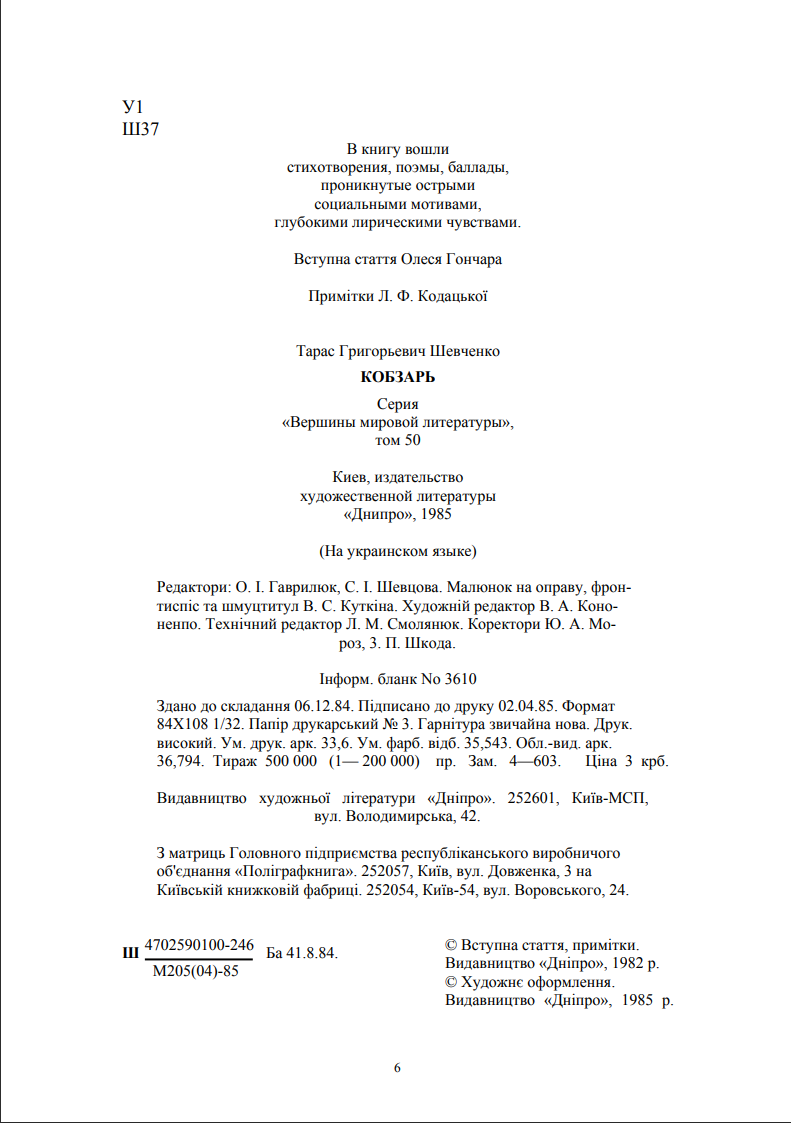 У1
Ш37
В книгу вошли
стихотворения, поэмы, баллады,
проникнутые острыми
социальными мотивами,
глубокими лирическими чувствами.
Вступна стаття Олеся Гончара
Примітки Л. Ф. Кодацької
Тарас Григорьевич Шевченко
КОБЗАРЬ
Серия
«Вершины мировой литературы»,
том 50
Киев, издательство
художественной литературы
«Днипро», 1985
(На украинском языке)
Редактори: О. І. Гаврилюк, С. І. Шевцова. Малюнок на оправу, фрон-
тиспіс та шмуцтитул В. С. Куткіна. Художній редактор В. А. Коно-
ненпо. Технічний редактор Л. М. Смолянюк. Коректори Ю. А. Мо-
роз, 3. П. Шкода.
Інформ. бланк No 3610
Здано до складання 06.12.84. Підписано до друку 02.04.85. Формат
84X108 1/32. Папір друкарський № 3. Гарнітура звичайна нова. Друк.
високий. Ум. друк. арк. 33,6. Ум. фарб. відб. 35,543. Обл.-вид. арк.
36,794. Тираж 500 000 (1— 200 000) пр. Зам. 4—603. Ціна 3 крб.
Видавництво художньої літератури «Дніпро». 252601, Київ-МСП,
вул. Володимирська, 42.
З матриць Головного підприємства республіканського виробничого
об'єднання «Поліграфкнига». 252057, Київ, вул. Довженка, 3 на
Київській книжковій фабриці. 252054, Київ-54, вул. Воровського, 24.
Ш 4702590100-246 Ба 41.8.84.
М205(04)-85
© Вступна стаття, примітки.
Видавництво «Дніпро», 1982 р.
© Художнє оформлення.
Видавництво «Дніпро», 1985 р.
6